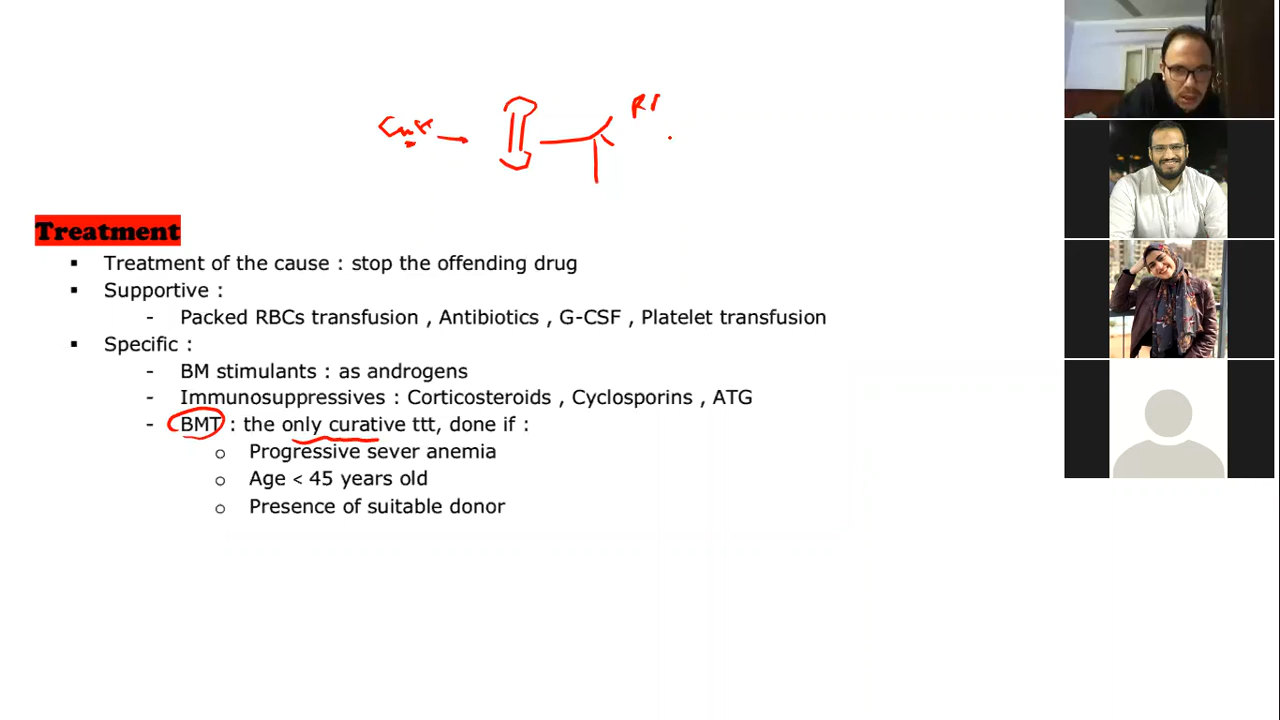 Treatment
▪ Treatment of the cause : stop the offending drug
▪ Supportive :
- Packed RBCs transfusion , Antibiotics , G-CSF , Platelet transfusion
▪ Specific :
- BM stimulants : as androgens
- Immunosuppressives : Corticosteroids , Cyclosporins , ATG
- BMT : the only curative ttt, done if :
o Progressive sever anemia
o Age < 45 years old
o Presence of suitable donor